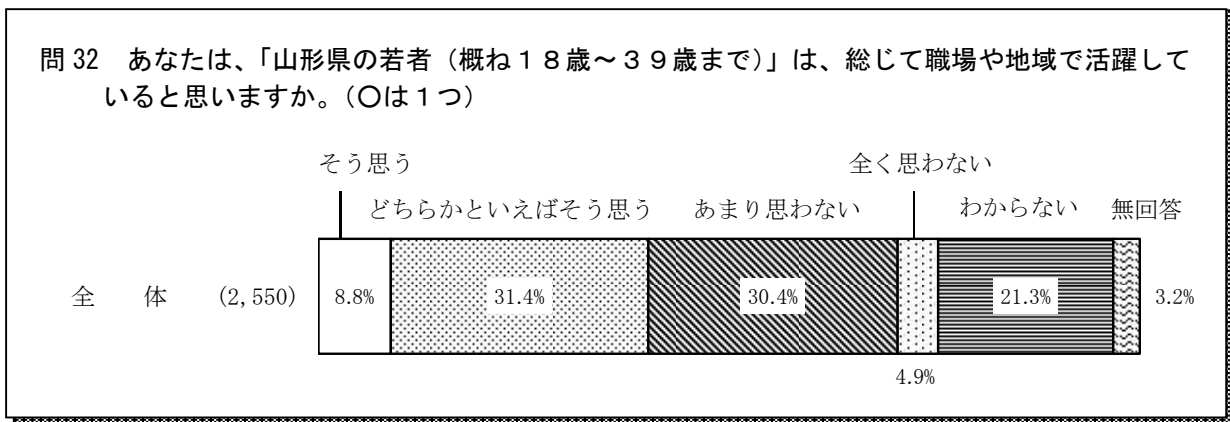 問 32　あなたは、「山形県の若者（概ね１８歳～３９歳まで）」は、総じて職場や地域で活躍して
いると思いますか。（〇は１つ）
そう思う　全く思わない
どちらかといえばそう思う　あまり思わない　わからない　無回答
全　体　(2,550)　8.8%　31.4%　30.4%　21.3%　3.2%
4.9%